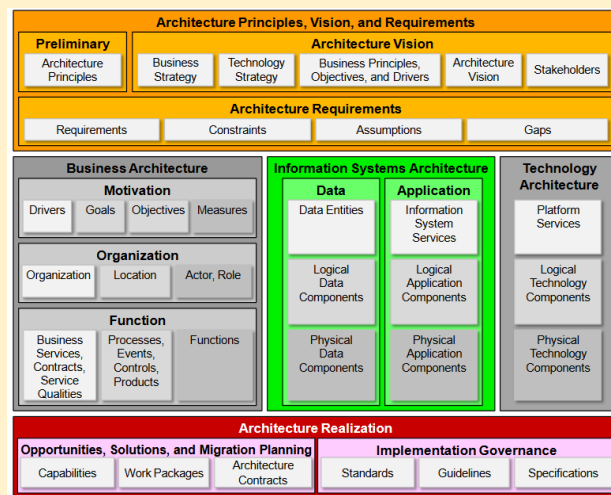 Architecture Principles, Vision, and Requirements
Preliminary
Architecture
Principles
Architecture Vision
Business
Strategy
Technology
Strategy
Business Principles,
Objectives, and Drivers
Architecture
Vision
Stakeholders
Architecture Requirements
Requirements
Constraints
Assumptions
Gaps
Business Architecture
Motivation
Drivers
Goals
Objectives
Measures
Organization
Organization
Location
Actor, Role
Function
Business
Services,
Contracts,
Service
Qualities
Processes,
Events,
Controls,
Products
Functions
Information Systems Architecture
Data
Data Entities
Logical
Data
Components
Physical
Data
Components
Application
Information
System
Services
Logical
Application
Components
Physical
Application
Components
Technology
Architecture
Platform
Services
Logical
Technology
Components
Physical
Technology
Components
Architecture Realization
Opportunities, Solutions, and Migration Planning
Capabilities
Work Packages
Architecture
Contracts
Implementation Governance
Standards
Guidelines
Specifications